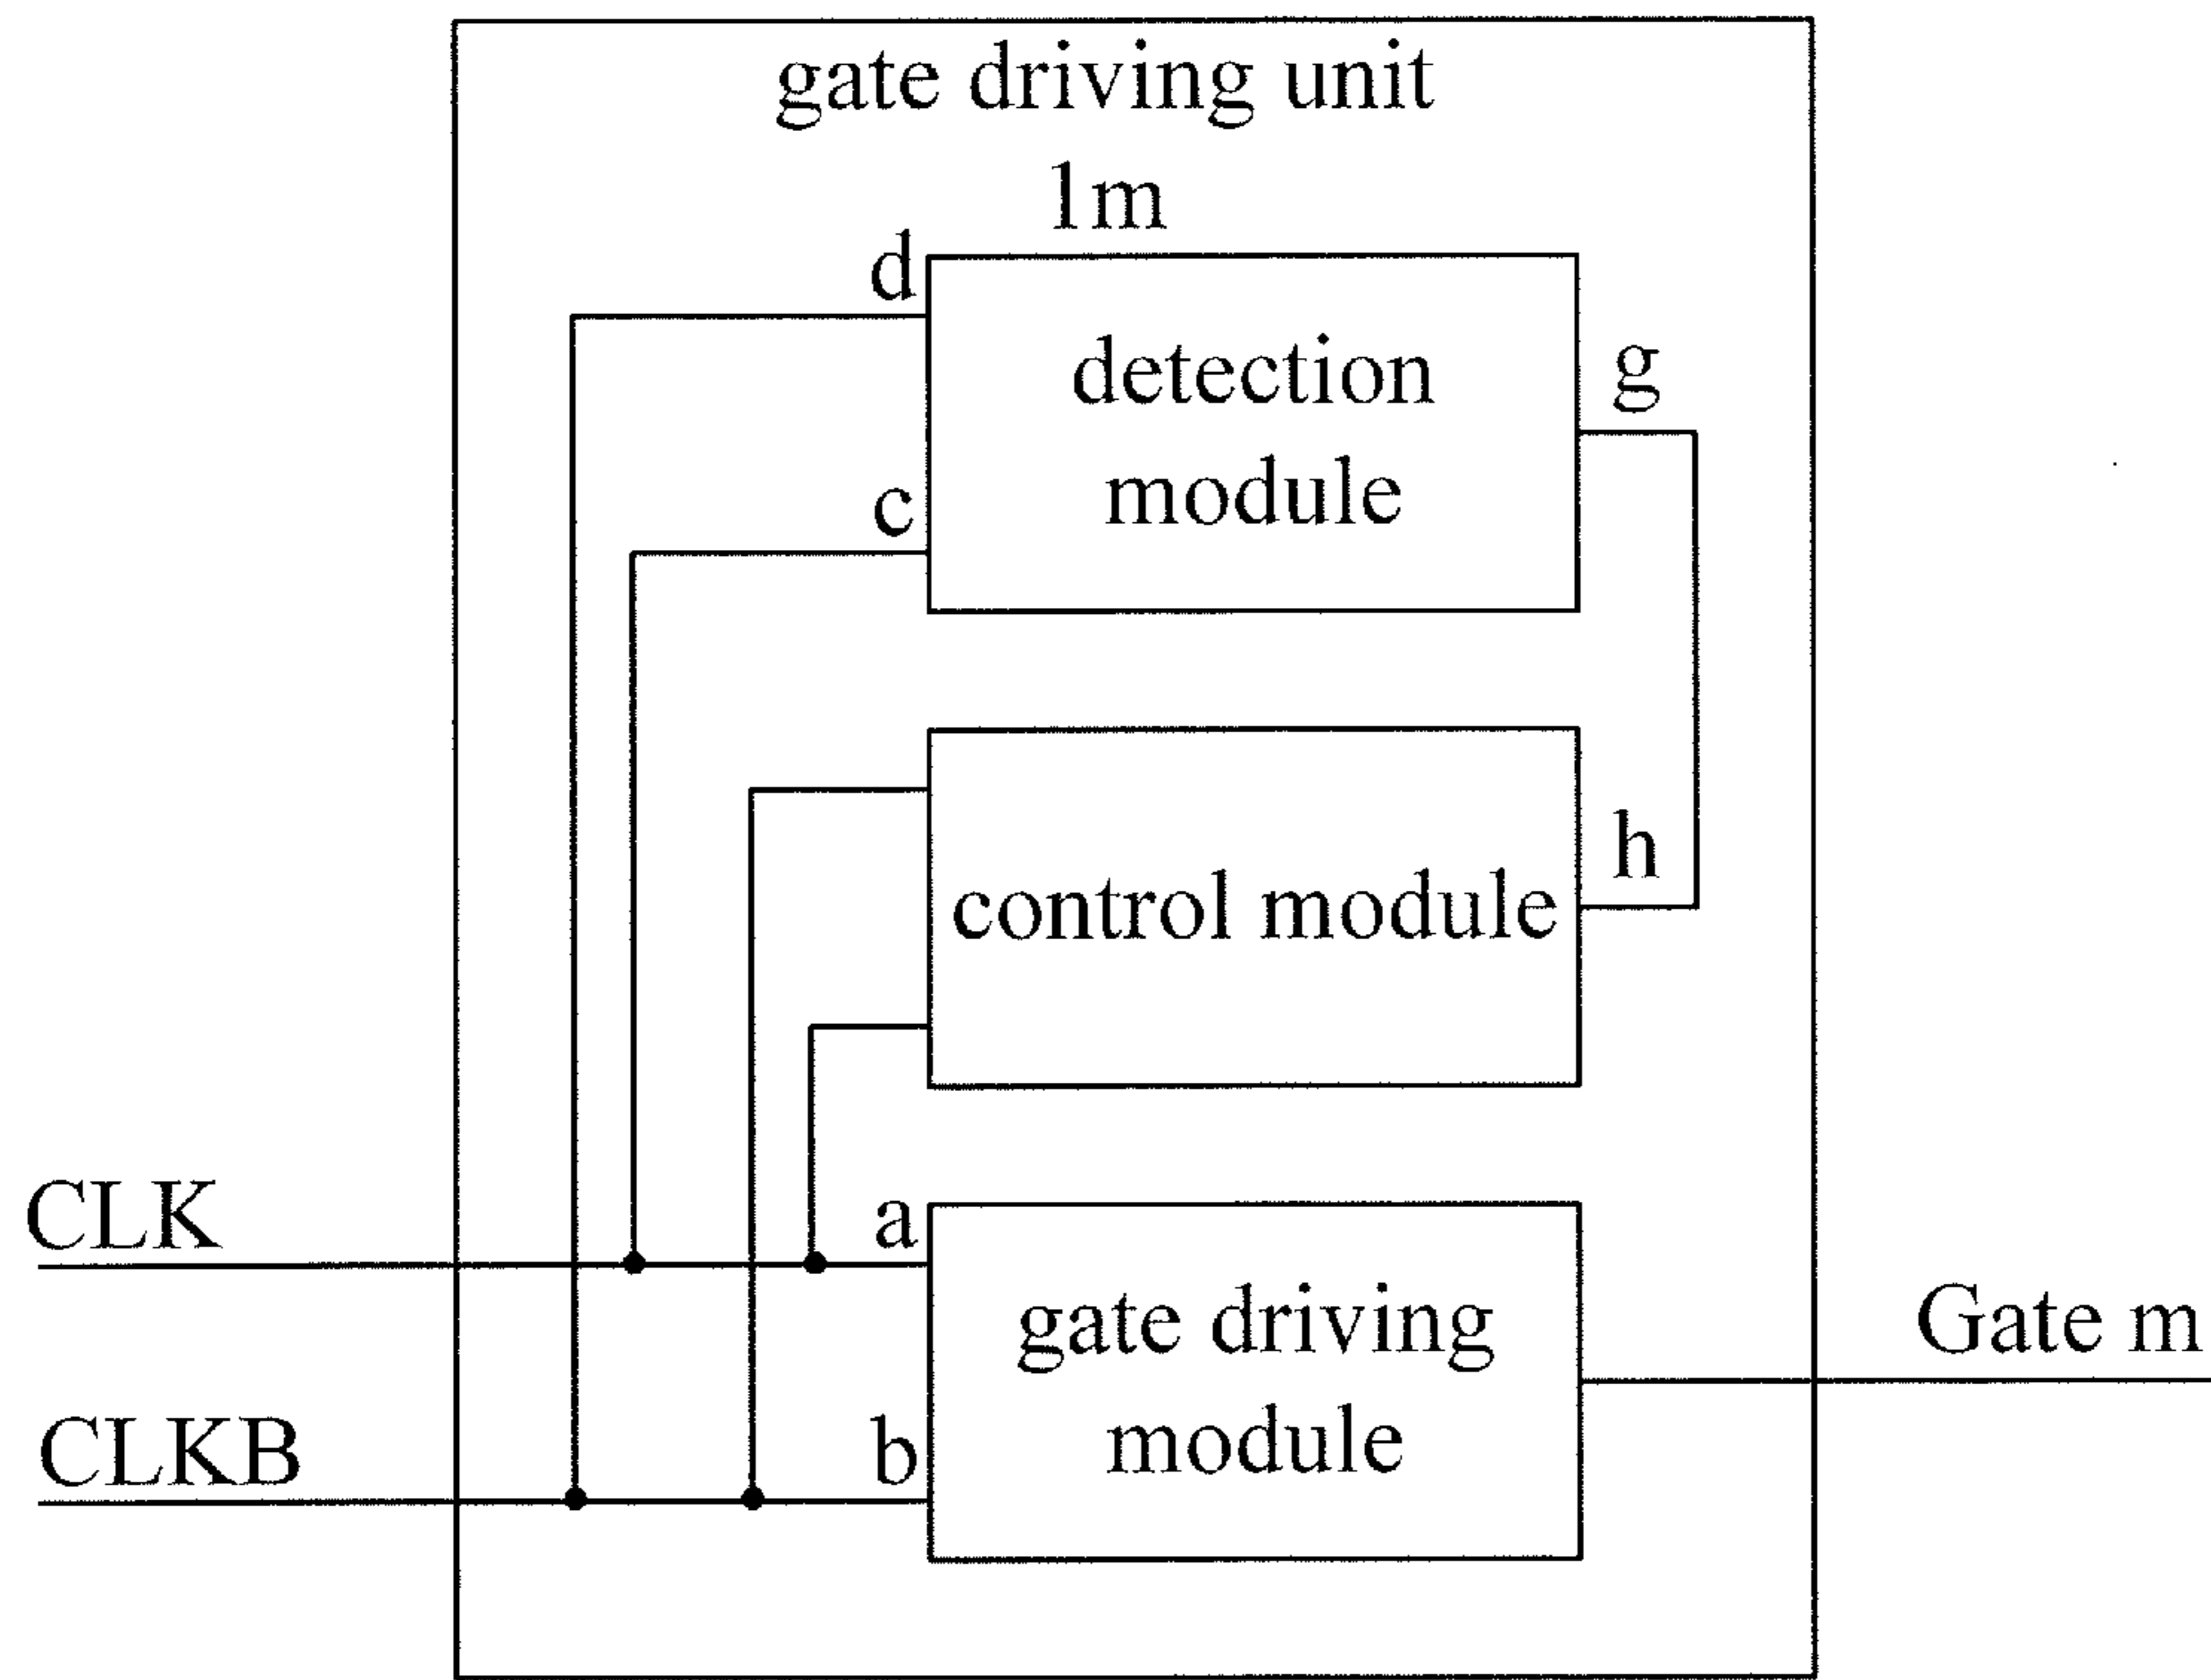 gate driving unit
1m
d
detection
module
g
c
control module
h
CLK
a
gate driving
module
Gate m
CLKB
b